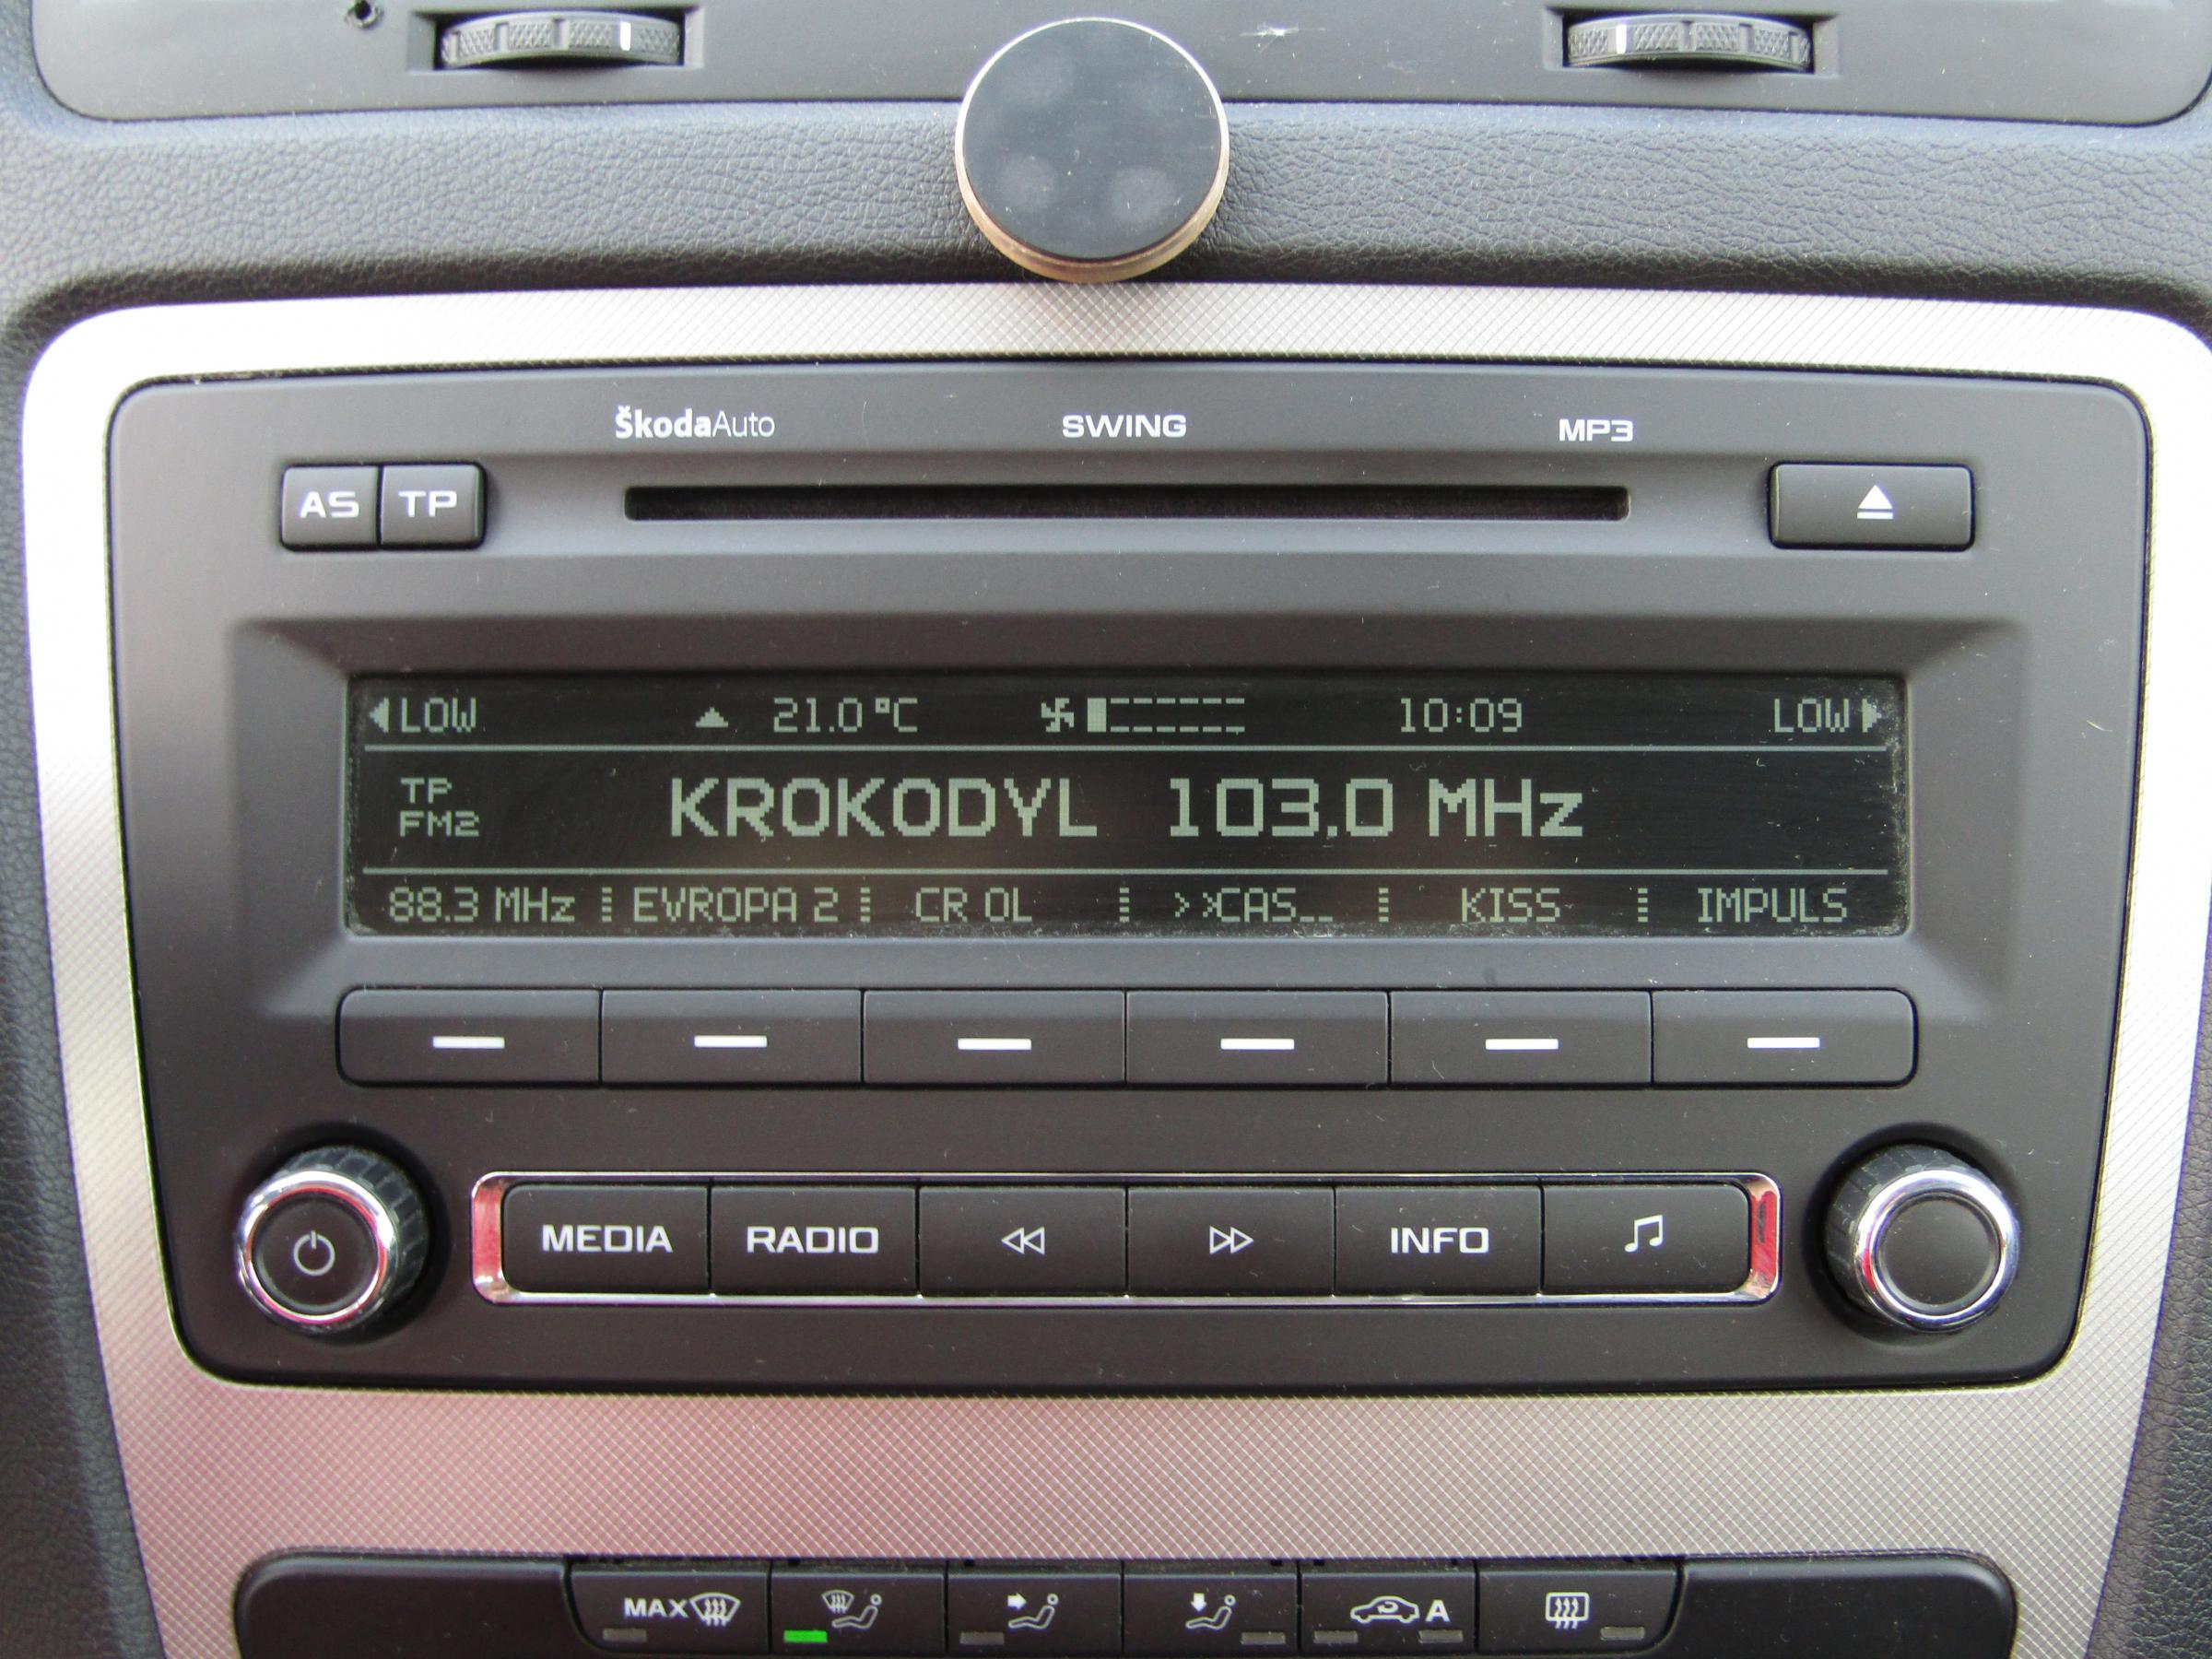 ŠkodaAuto SWING MP3
AS TP
LOW 21.0 °C 10:09 LOW
TP
FM2
KROKODYL 103.0 MHz
88.3 MHz EVROPA 2 CR OL >>CAS__ KISS IMPULS
MEDIA RADIO INFO
MAX A